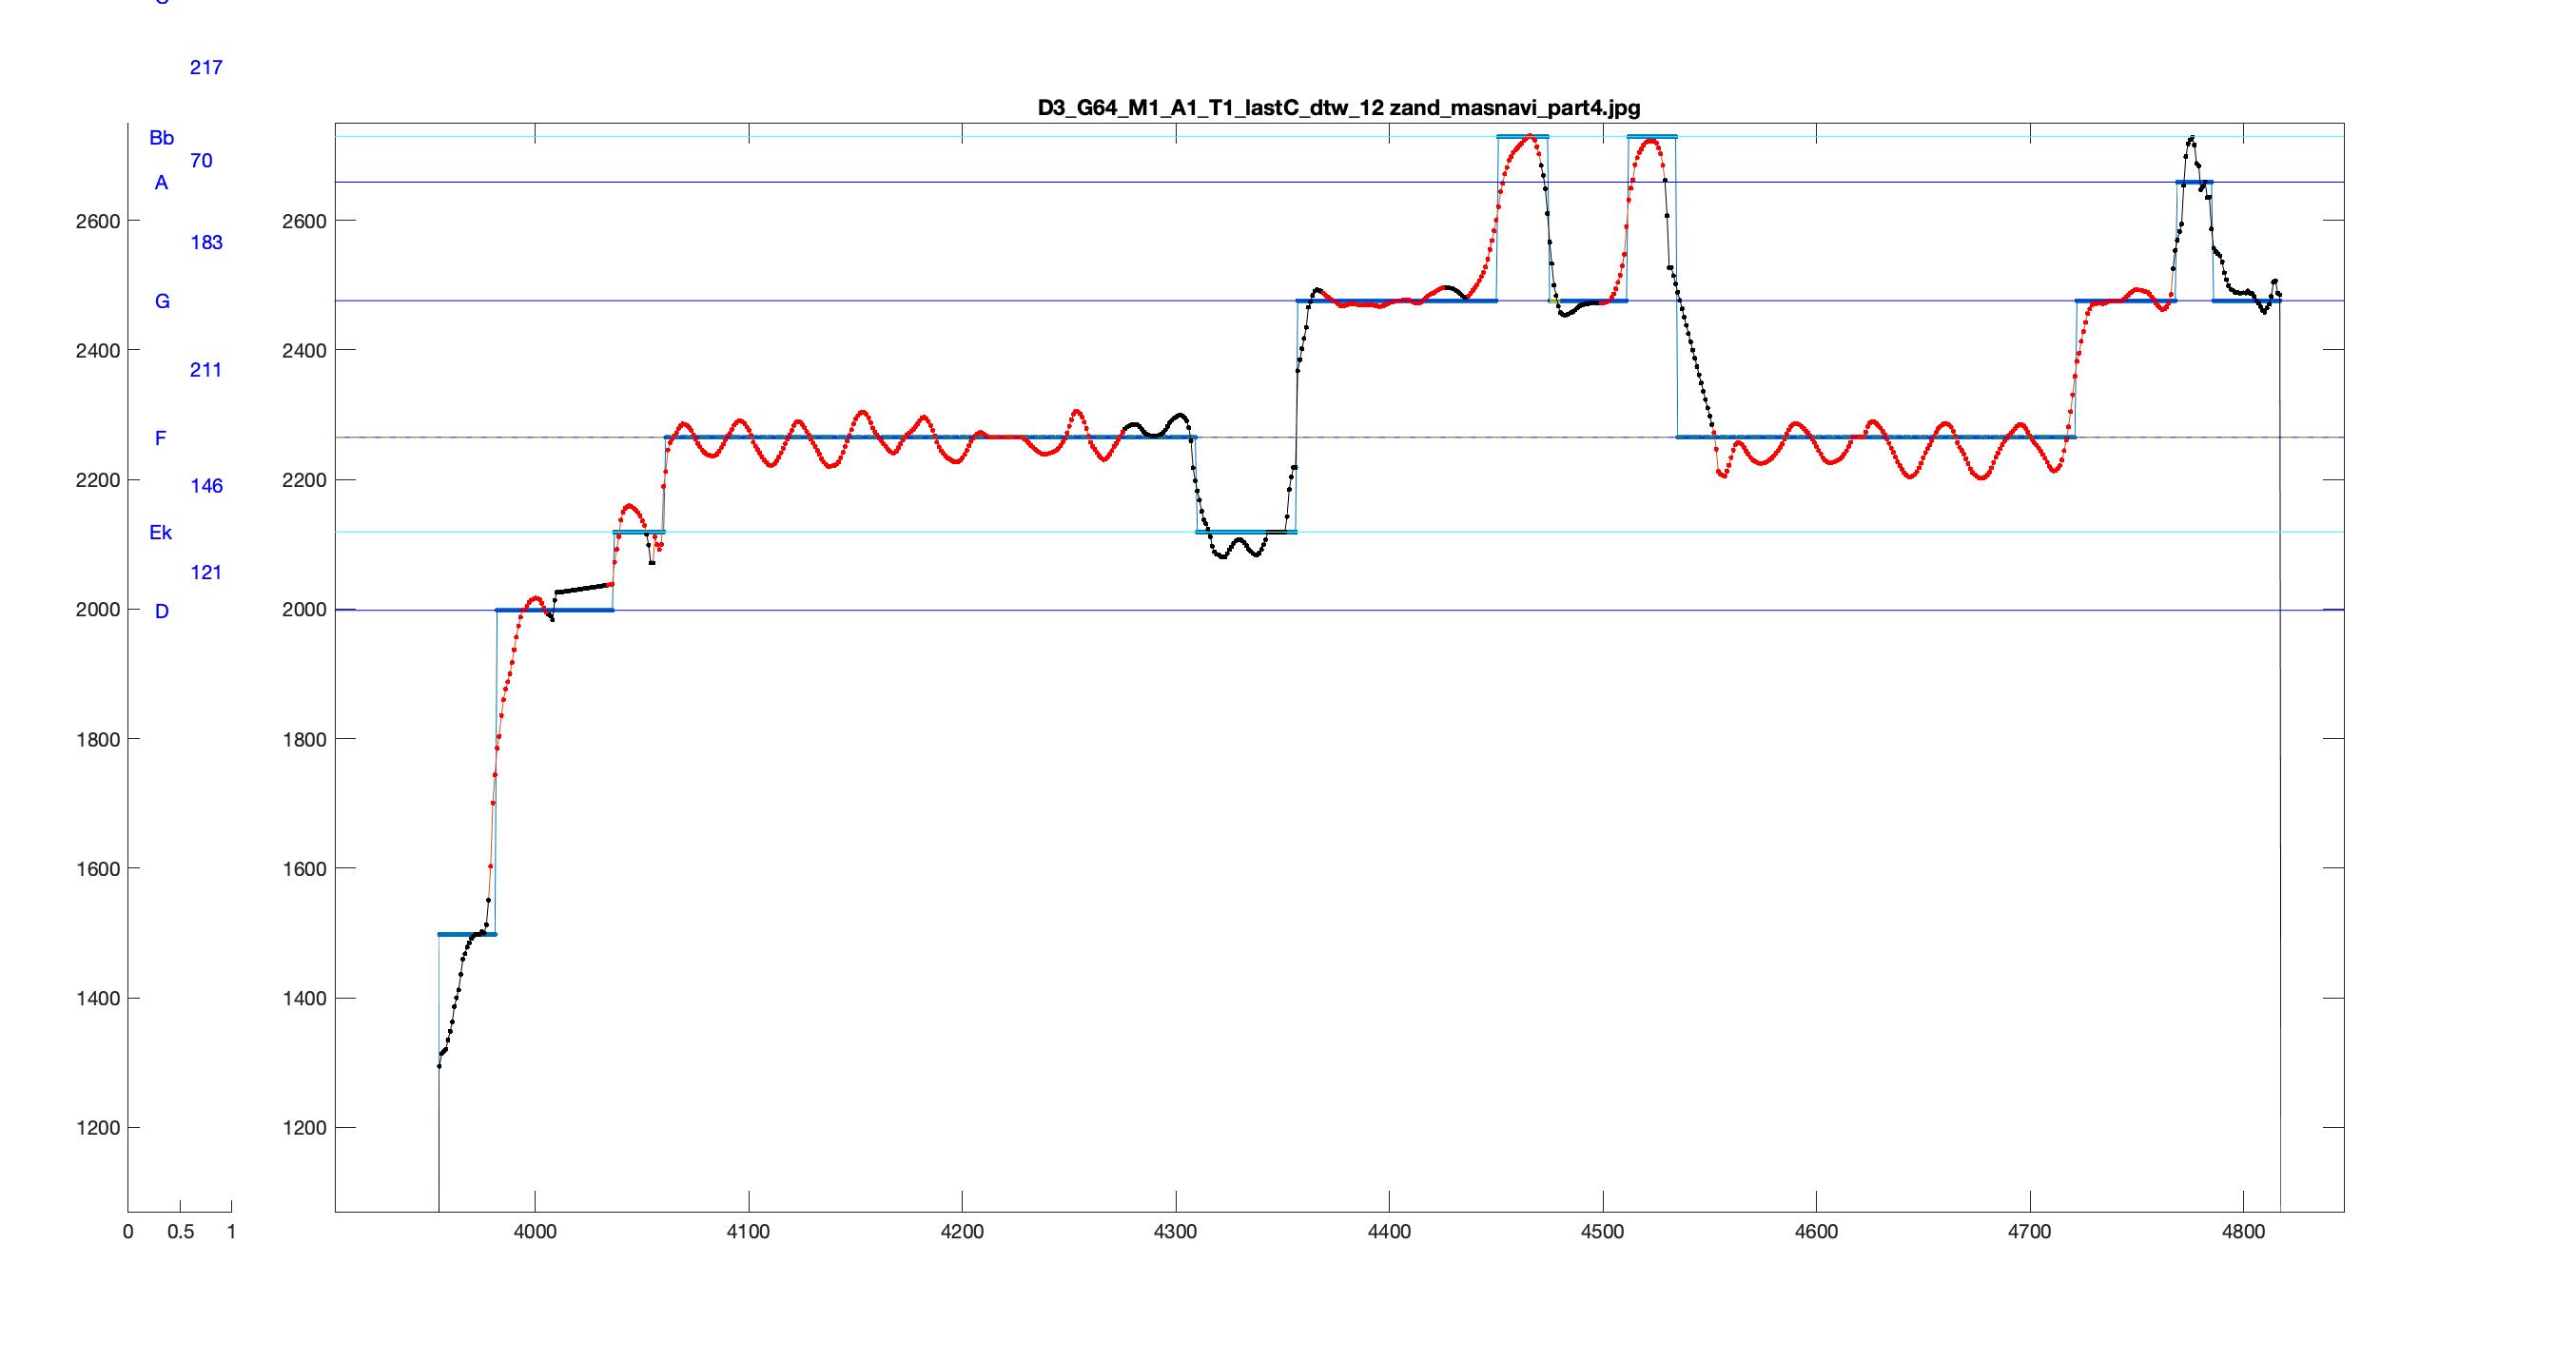 217
D3_G64_M1_A1_T1_lastC_dtw_12 zand_masnavi_part4.jpg
Bb
70
A
183
2600 2600
G
211
2400 2400
F
146
2200 2200
Ek
121
2000 D 2000
1800 1800
1600 1600
1400 1400
1200 1200
0 0.5 1 4000 4100 4200 4300 4400 4500 4600 4700 4800